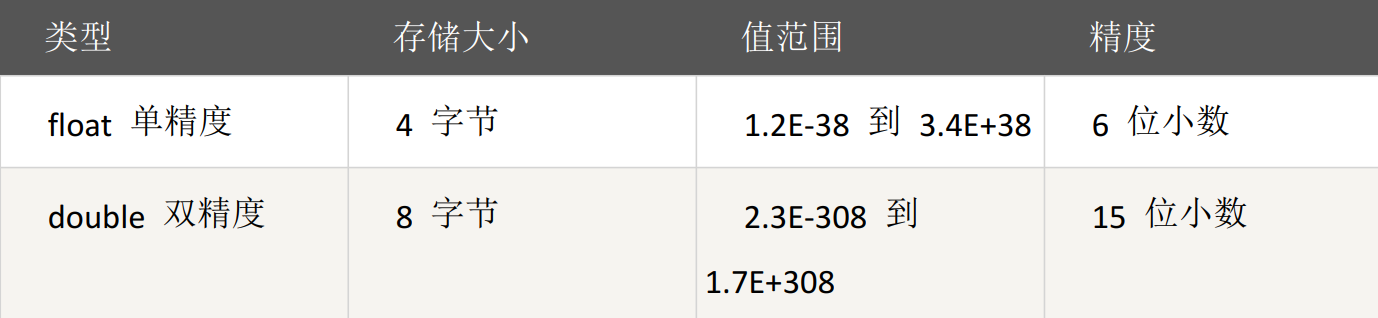 类型 存储大小 值范围 精度
float 单精度 4 字节 1.2E-38 到 3.4E+38 6 位小数
double 双精度 8 字节 2.3E-308 到 15 位小数
1.7E+308